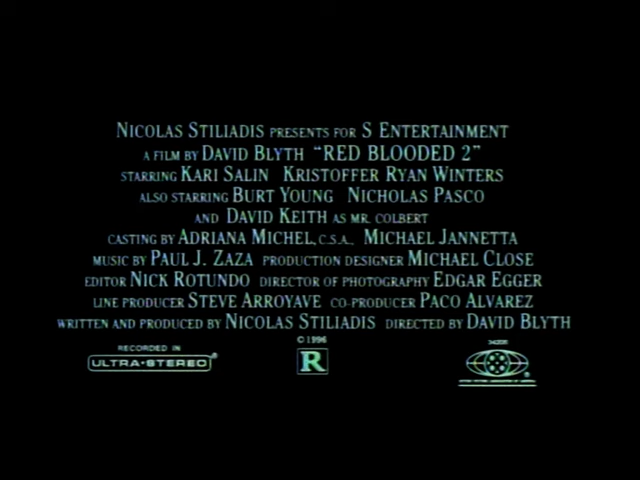 NICOLAS STILIADIS PRESENTS FOR S ENTERTAINMENT
A FILM BY DAVID BLYTH "RED BLOODED 2"
STARRING KARI SALIN KRISTOFFER RYAN WINTERS
ALSO STARRING BURT YOUNG NICHOLAS PASCO
AND DAVID KEITH AS MR. COLBERT
CASTING BY ADRIANA MICHEL, C.S.A., MICHAEL JANNETTA
MUSIC BY PAUL J. ZAZA PRODUCTION DESIGNER MICHAEL CLOSE
EDITOR NICK ROTUNDO DIRECTOR OF PHOTOGRAPHY EDGAR EGGER
LINE PRODUCER STEVE ARROYAVE CO-PRODUCER PACO ALVAREZ
WRITTEN AND PRODUCED BY NICOLAS STILIADIS DIRECTED BY DAVID BLYTH
RECORDED IN
ULTRA·STEREO®
© 1996
R
®